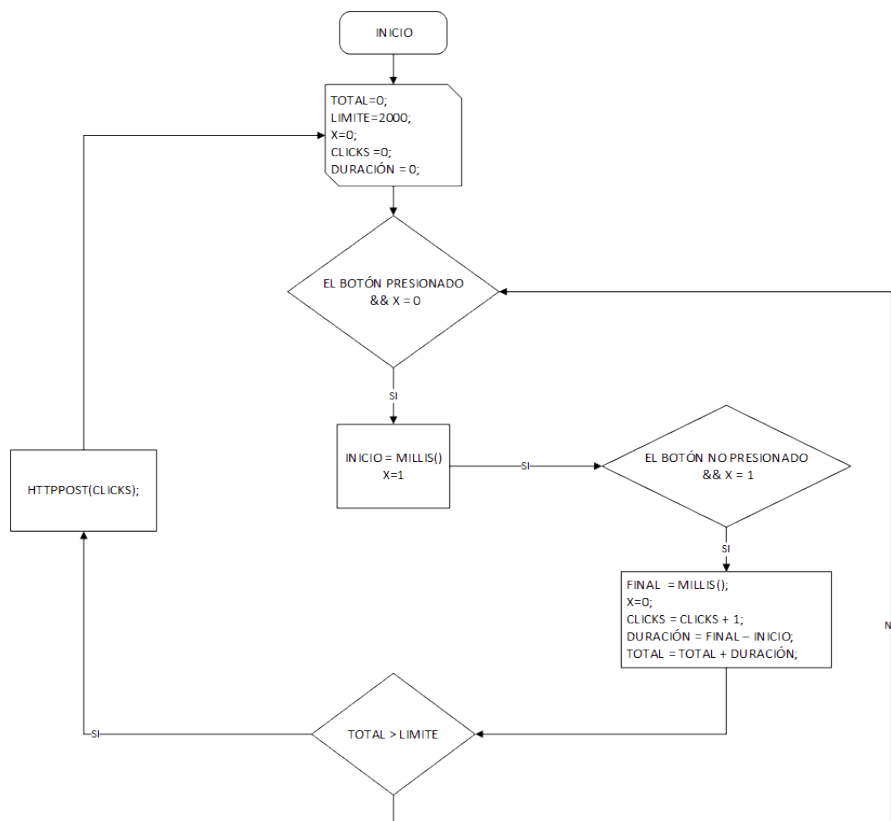 INICIO
TOTAL=0;
LIMITE=2000;
X=0;
CLICKS =0;
DURACIÓN = 0;
EL BOTÓN PRESIONADO
&& X = 0
SI
INICIO = MILLIS()
X=1
SI
EL BOTÓN NO PRESIONADO
&& X = 1
SI
HTTPPOST(CLICKS);
FINAL = MILLIS();
X=0;
CLICKS = CLICKS + 1;
DURACIÓN = FINAL – INICIO;
TOTAL = TOTAL + DURACIÓN;
N
TOTAL > LIMITE
SI